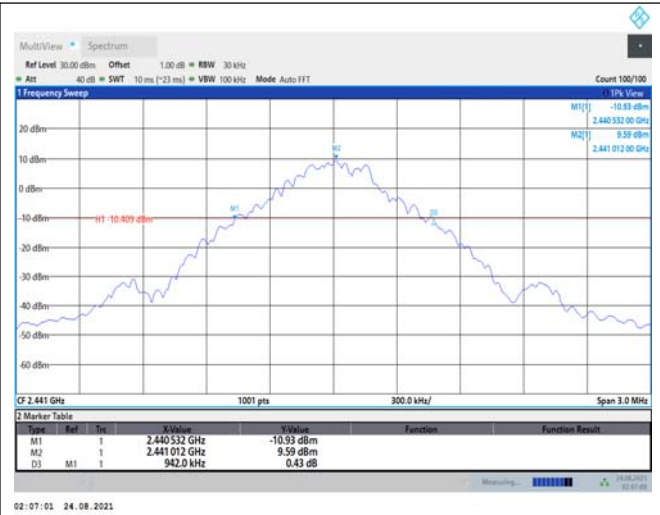 MultiView Spectrum
Ref Level 30.00 dBm Offset 1.00 dB RBW 30 kHz
Att 40 dB SWT 10 ms (~23 ms) VBW 100 kHz Mode Auto FFT Count 100/100
1 Frequency Sweep 1Pk View
M1[1] -10.93 dBm
2.440 532 00 GHz
M2[1] 9.59 dBm
2.441 012 00 GHz
20 dBm
M2
10 dBm
0 dBm
M1
D3
-10 dBm H1 -10.409 dBm
-20 dBm
-30 dBm
-40 dBm
-50 dBm
-60 dBm
CF 2.441 GHz 1001 pts 300.0 kHz/ Span 3.0 MHz
2 Marker Table
Type Ref Trc X-Value Y-Value Function Function Result
M1 1 2.440 532 GHz -10.93 dBm
M2 1 2.441 012 GHz 9.59 dBm
D3 M1 1 942.0 kHz 0.43 dB
Measuring... 24.08.2021
02:07:01 24.08.2021